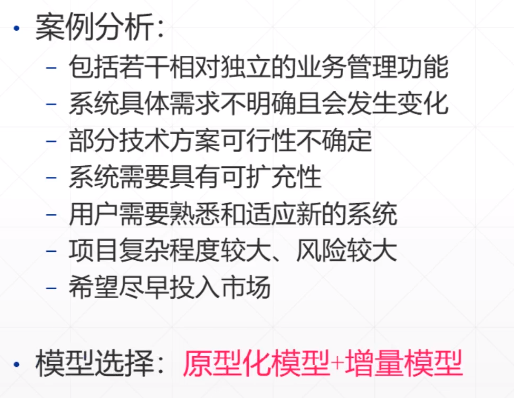 • 案例分析：
– 包括若干相对独立的业务管理功能
– 系统具体需求不明确且会发生变化
– 部分技术方案可行性不确定
– 系统需要具有可扩充性
– 用户需要熟悉和适应新的系统
– 项目复杂程度较大、风险较大
– 希望尽早投入市场
• 模型选择：原型化模型+增量模型